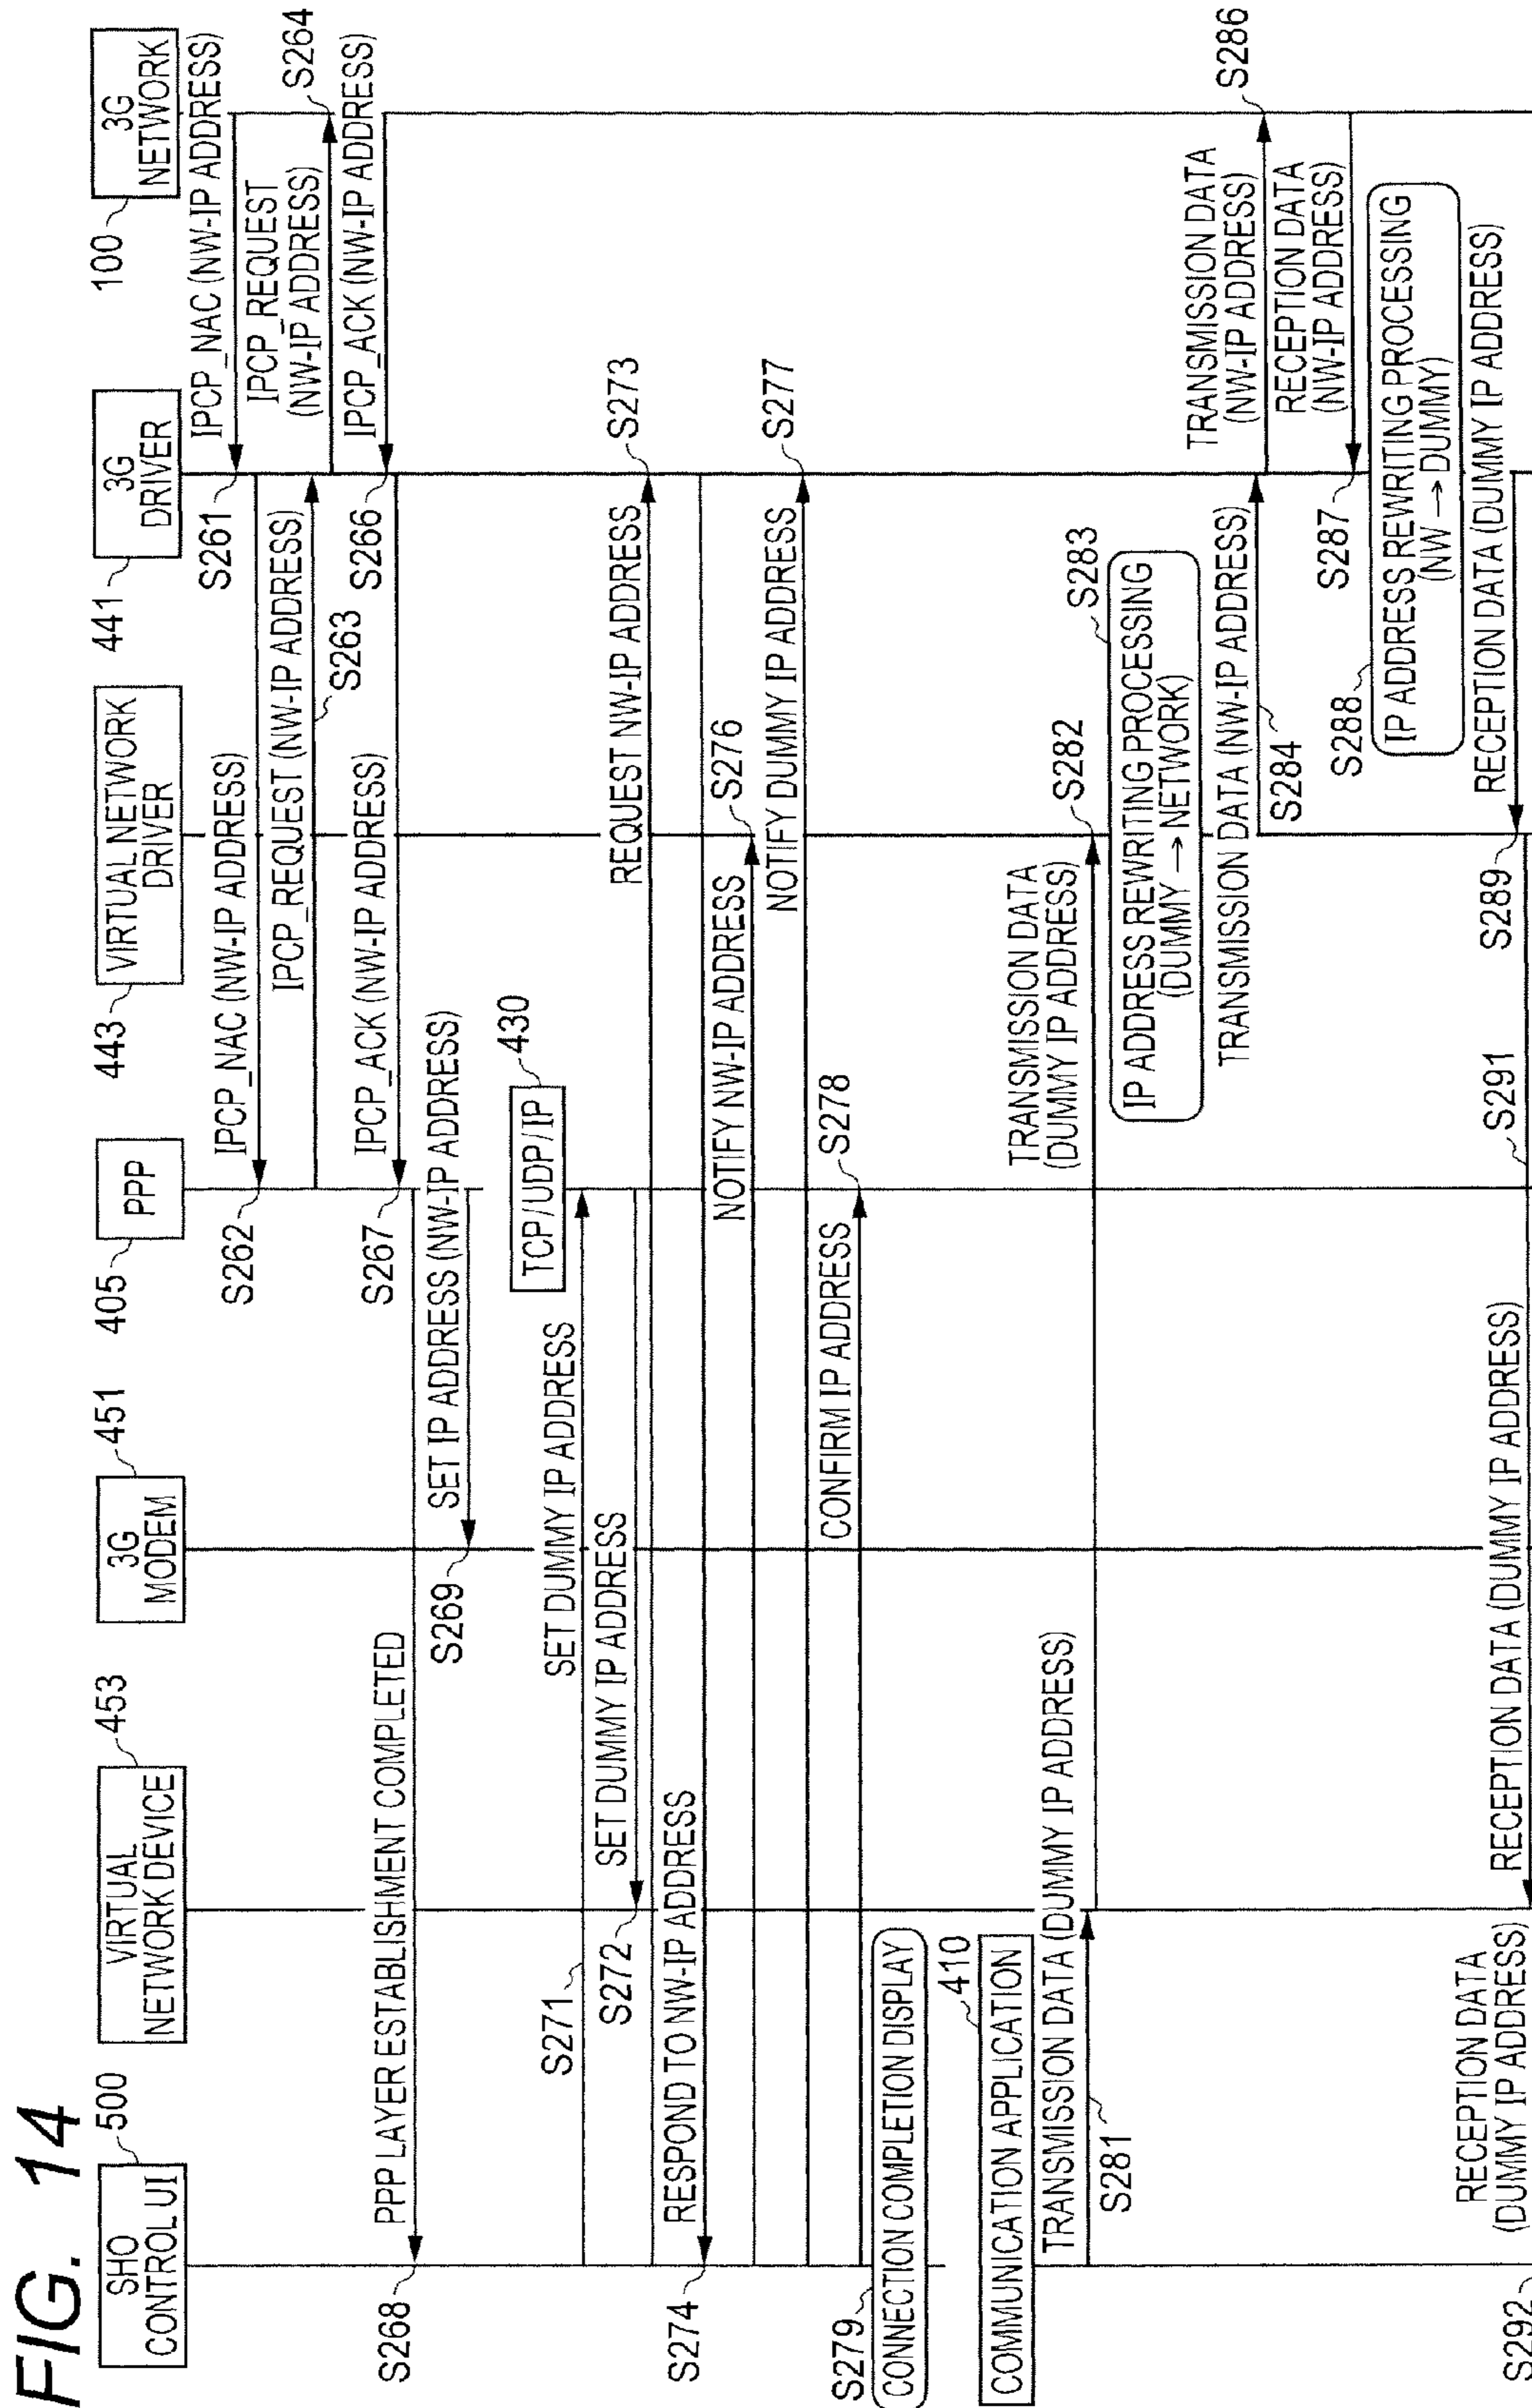 FIG. 14
SHO
CONTROL UI
500
VIRTUAL
NETWORK DEVICE
453
3G
MODEM
451
PPP
405
VIRTUAL NETWORK
DRIVER
443
3G
DRIVER
441
3G
NETWORK
100
IPCP_NAC (NW-IP ADDRESS)
S261
IPCP_NAC (NW-IP ADDRESS)
S262
IPCP_REQUEST (NW-IP ADDRESS)
S263
IPCP_REQUEST
(NW-IP ADDRESS)
S264
IPCP_ACK (NW-IP ADDRESS)
S266
IPCP_ACK (NW-IP ADDRESS)
S267
PPP LAYER ESTABLISHMENT COMPLETED
S268
SET IP ADDRESS (NW-IP ADDRESS)
S269
TCP/UDP/IP
430
SET DUMMY IP ADDRESS
S271
SET DUMMY IP ADDRESS
S272
REQUEST NW-IP ADDRESS
S273
RESPOND TO NW-IP ADDRESS
S274
NOTIFY NW-IP ADDRESS
S276
NOTIFY DUMMY IP ADDRESS
S277
CONFIRM IP ADDRESS
S278
S279
CONNECTION COMPLETION DISPLAY
410
COMMUNICATION APPLICATION
TRANSMISSION DATA (DUMMY IP ADDRESS)
S281
TRANSMISSION DATA
(DUMMY IP ADDRESS)
S282
S283
IP ADDRESS REWRITING PROCESSING
(DUMMY → NETWORK)
TRANSMISSION DATA (NW-IP ADDRESS)
S284
TRANSMISSION DATA
(NW-IP ADDRESS)
S286
RECEPTION DATA
(NW-IP ADDRESS)
S287
S288
IP ADDRESS REWRITING PROCESSING
(NW → DUMMY)
RECEPTION DATA (DUMMY IP ADDRESS)
S289
RECEPTION DATA (DUMMY IP ADDRESS)
S291
RECEPTION DATA
(DUMMY IP ADDRESS)
S292